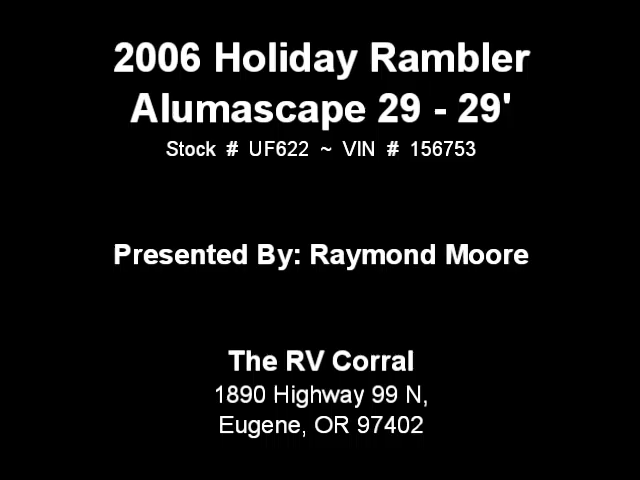 2006 Holiday Rambler
Alumascape 29 - 29'
Stock # UF622 ~ VIN # 156753
Presented By: Raymond Moore
The RV Corral
1890 Highway 99 N,
Eugene, OR 97402